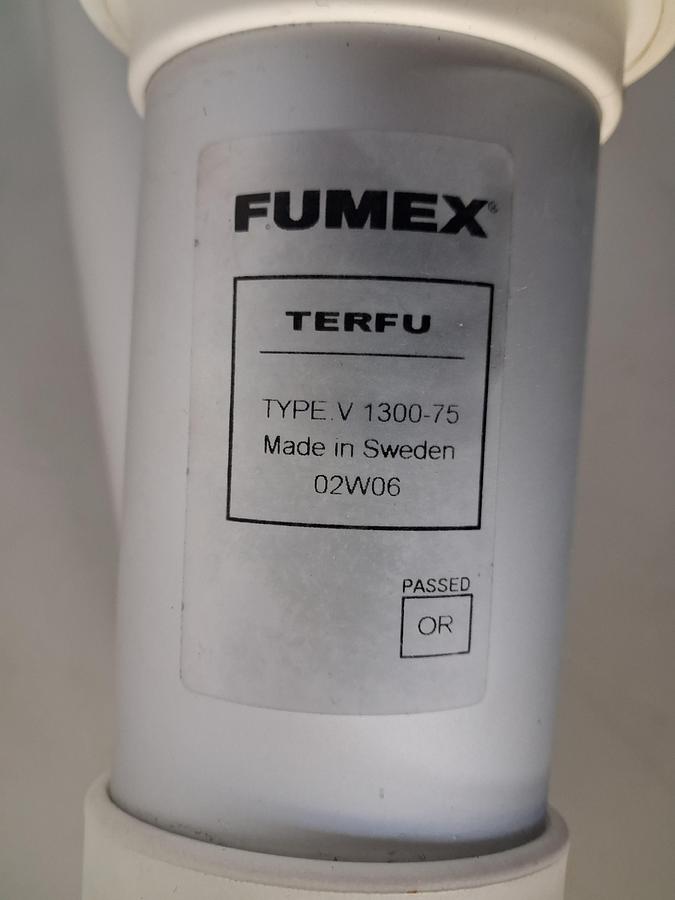 FUMEX®
TERFU
TYPE.V 1300-75
Made in Sweden
02W06
PASSED
OR